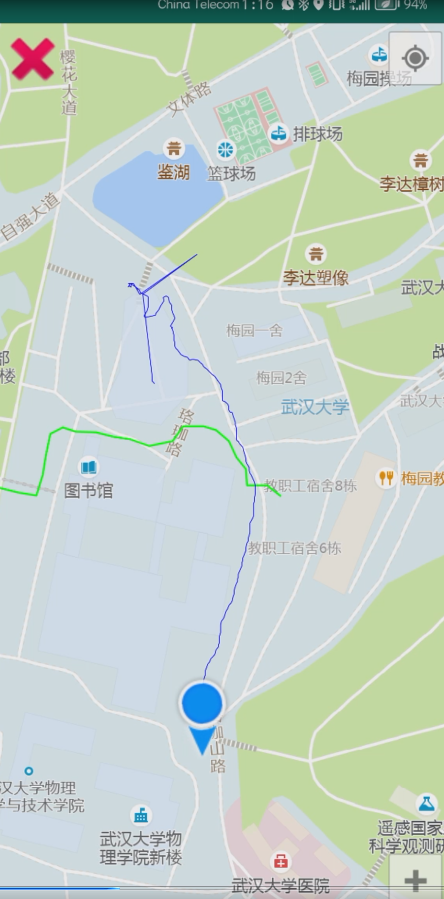 China Telecom 1:16
94%
樱花大道
文体路
梅园操场
排球场
鉴湖
篮球场
李达樟树
自强大道
李达塑像
武汉大
梅园一舍
梅园2舍
武汉大学
武汉大
珞珈路
图书馆
教职工宿舍8栋
梅园教
教职工宿舍6栋
珈山路
汉大学物理
学与技术学院
武汉大学物
理学院新楼
遥感国家
科学观测研
武汉大学医院